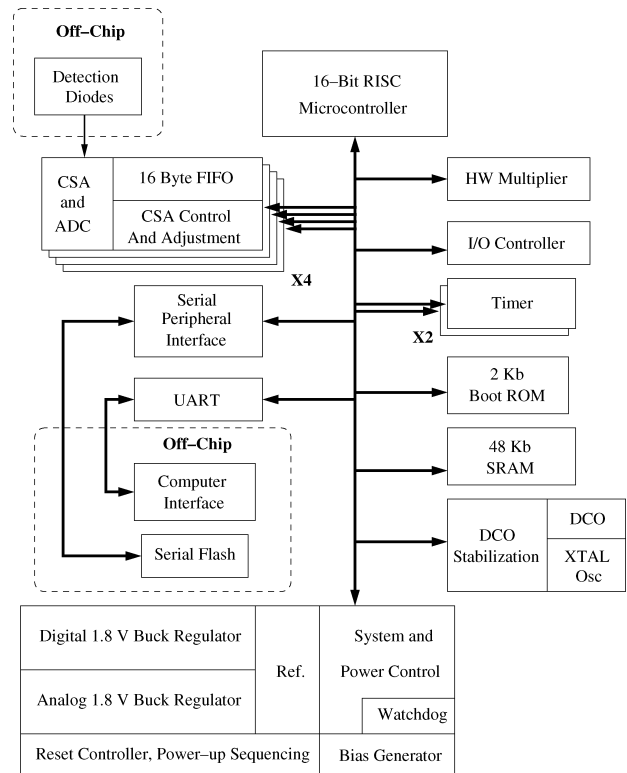 Off–Chip
Detection
Diodes
16–Bit RISC
Microcontroller
CSA
and
ADC
16 Byte FIFO
CSA Control
And Adjustment
X4
HW Multiplier
I/O Controller
Timer
X2
Serial
Peripheral
Interface
UART
2 Kb
Boot ROM
Off–Chip
Computer
Interface
Serial Flash
48 Kb
SRAM
DCO
Stabilization
DCO
XTAL
Osc
Digital 1.8 V Buck Regulator
Analog 1.8 V Buck Regulator
Ref.
System and
Power Control
Watchdog
Reset Controller, Power–up Sequencing
Bias Generator